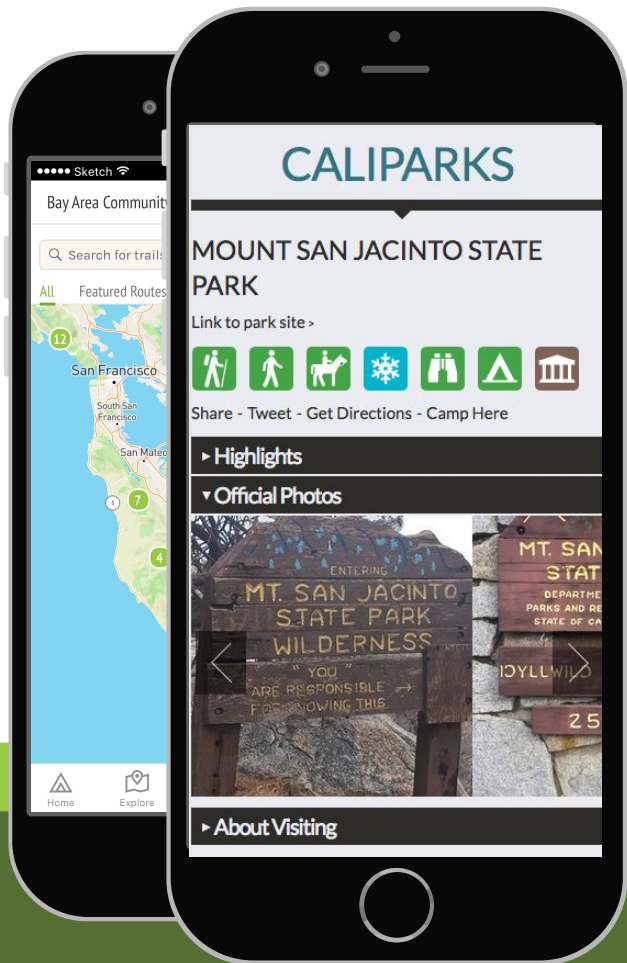 ●●●●● Sketch
Bay Area Community
Search for trails
All Featured Routes
12
San Francisco
South San
Francisco
San Mateo
1
7
4
Home Explore
CALIPARKS
MOUNT SAN JACINTO STATE
PARK
Link to park site >
Share - Tweet - Get Directions - Camp Here
▸ Highlights
▾ Official Photos
ENTERING
MT. SAN JACINTO
STATE PARK
WILDERNESS
" YOU "
ARE RESPONSIBLE →
FOR KNOWING THIS
MT. SAN
STAT
DEPARTME
PARKS AND RE
STATE OF CA
IDYLLWILD
25
▸ About Visiting